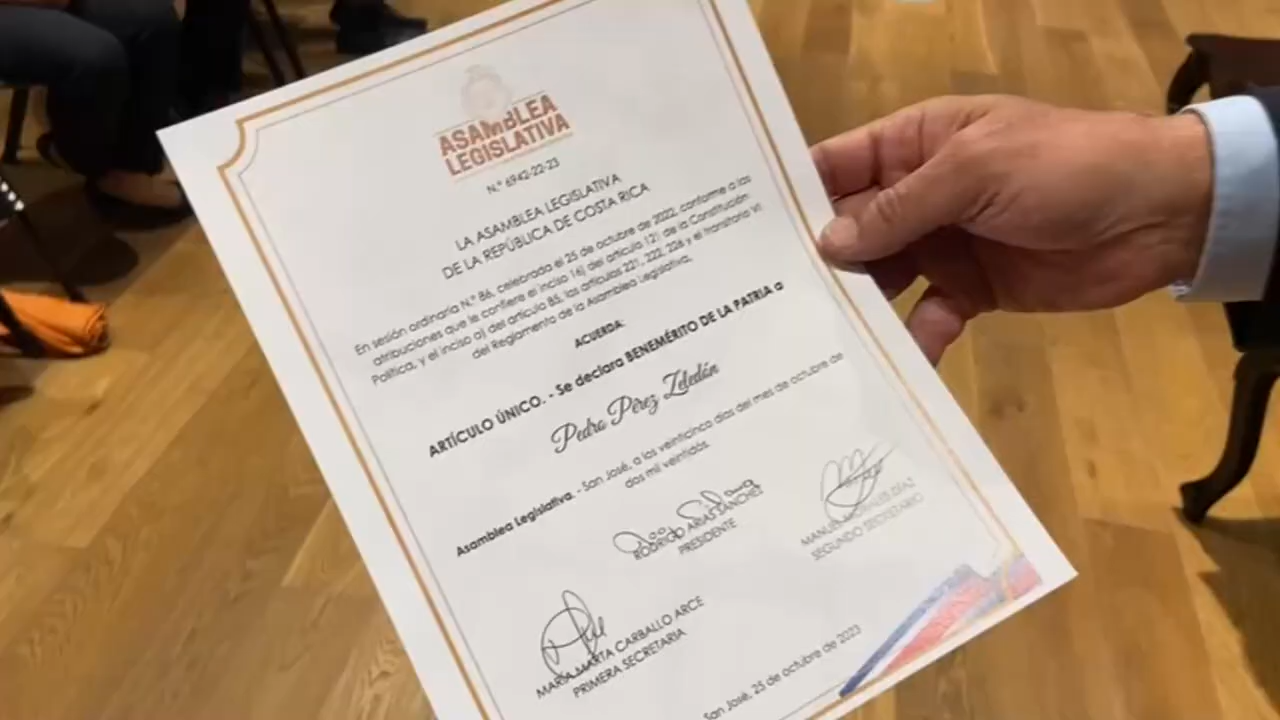 ASAMBLEA
LEGISLATIVA
N.° 6942-22-23
LA ASAMBLEA LEGISLATIVA
DE LA REPÚBLICA DE COSTA RICA
En sesión ordinaria N.° 86, celebrada el 25 de octubre de 2022, conforme a las
atribuciones que le confiere el inciso 16) del artículo 121 de la Constitución
Política, y el inciso a) del artículo 85, los artículos 221, 222, 228 y el transitorio VI
del Reglamento de la Asamblea Legislativa,
ACUERDA:
ARTÍCULO ÚNICO. - Se declara BENEMÉRITO DE LA PATRIA a
Pedro Pérez Zeledón
Asamblea Legislativa. - San José, a los veinticinco días del mes de octubre de
dos mil veintidós.
RODRIGO ARIAS SÁNCHEZ
PRESIDENTE
MANUEL MORALES DÍAZ
SEGUNDO SECRETARIO
MARÍA MARTA CARBALLO ARCE
PRIMERA SECRETARIA
San José, 25 de octubre de 2023